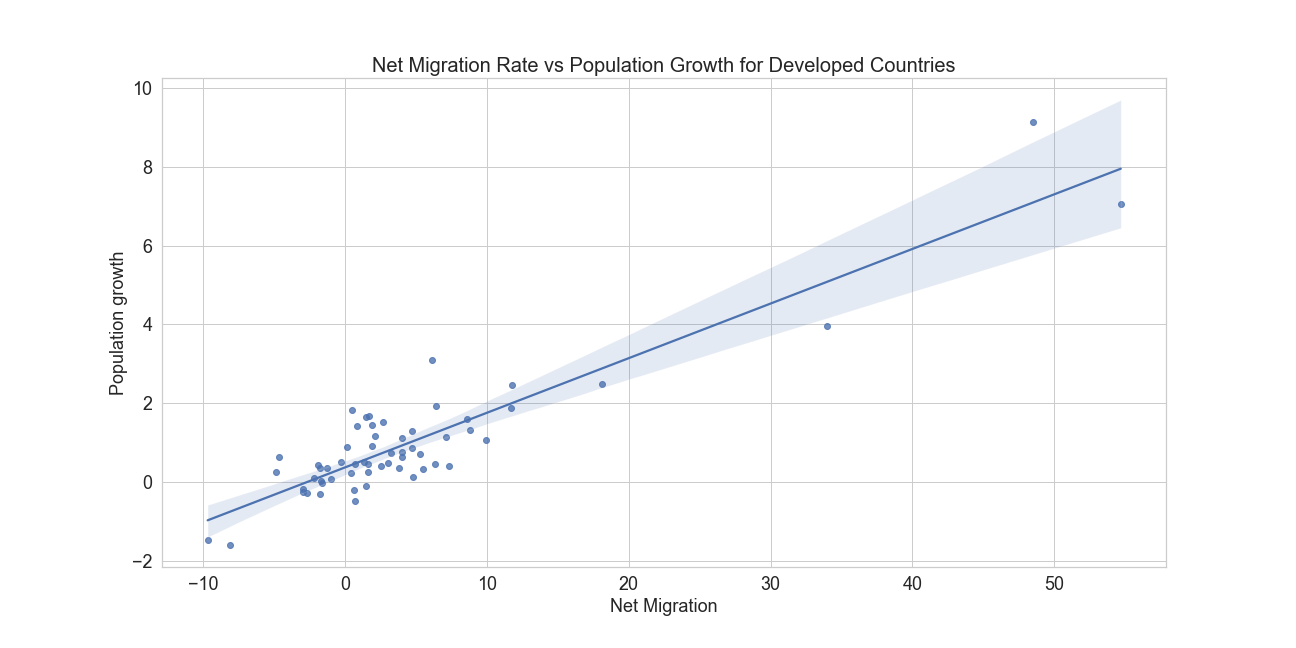 Net Migration Rate vs Population Growth for Developed Countries
10
8
6
4
2
0
−2
Population growth
−10 0 10 20 30 40 50
Net Migration